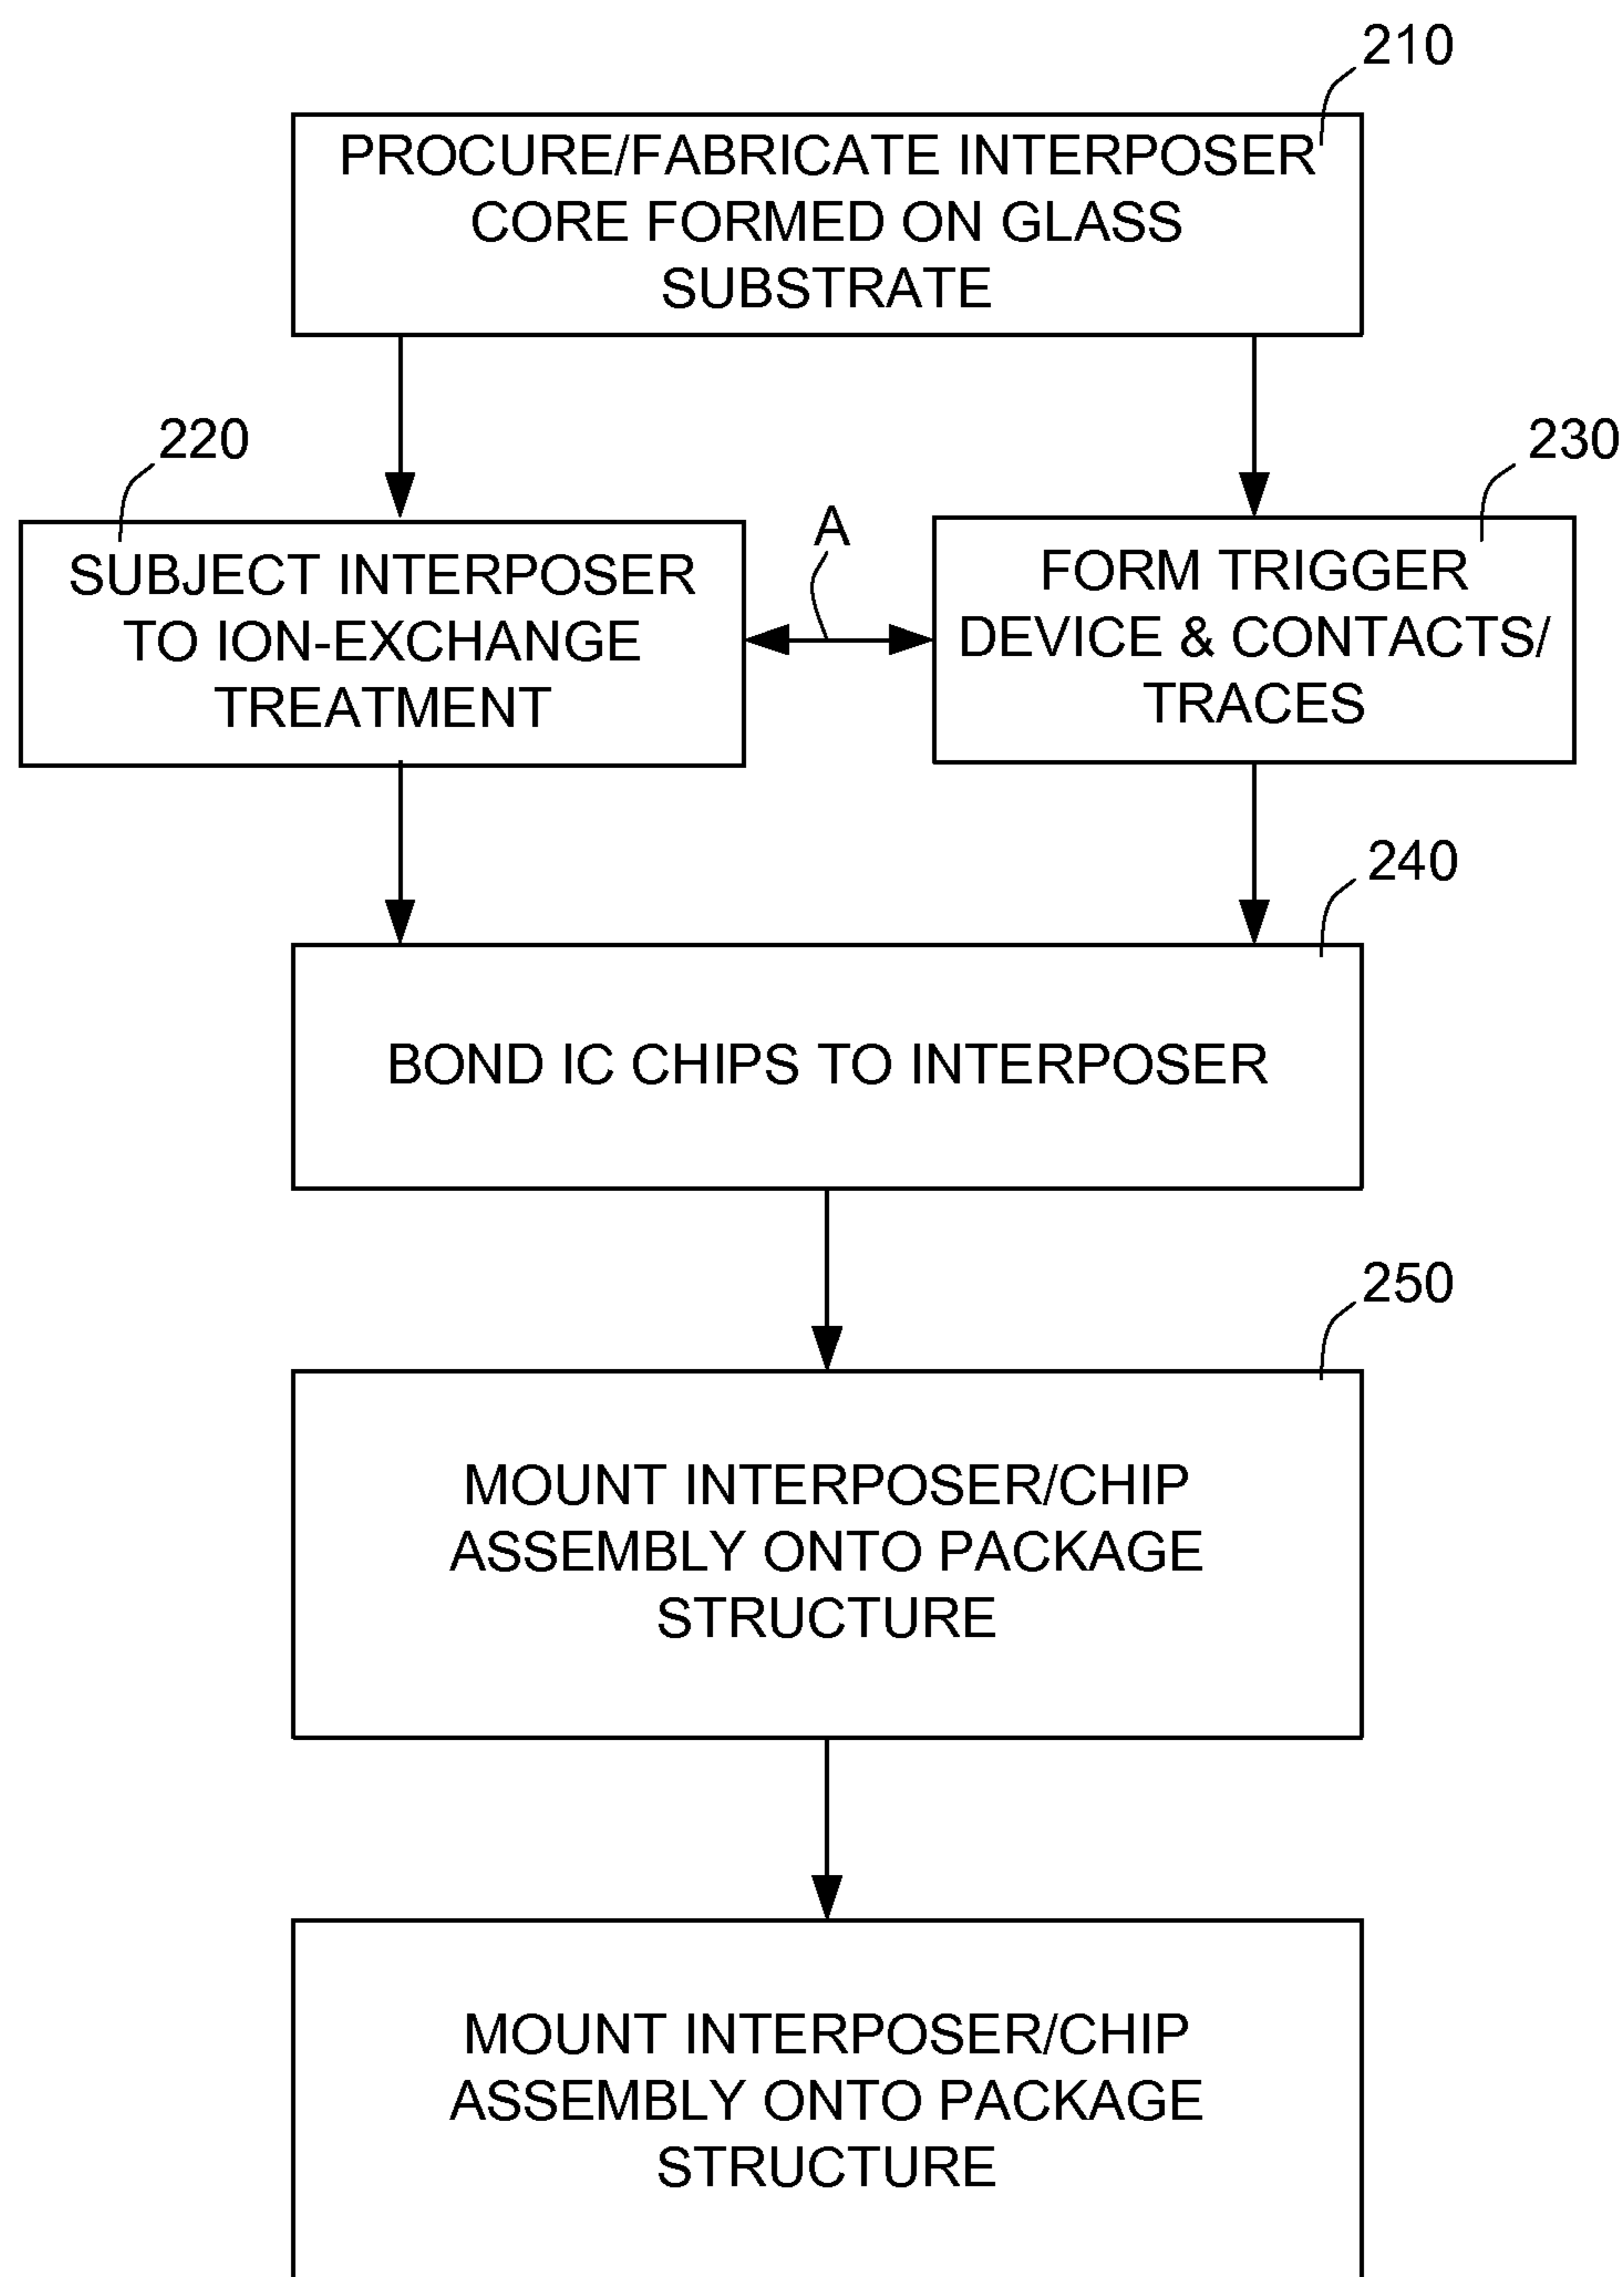 210
PROCURE/FABRICATE INTERPOSER
CORE FORMED ON GLASS
SUBSTRATE
220
SUBJECT INTERPOSER
TO ION-EXCHANGE
TREATMENT
A
230
FORM TRIGGER
DEVICE & CONTACTS/
TRACES
240
BOND IC CHIPS TO INTERPOSER
250
MOUNT INTERPOSER/CHIP
ASSEMBLY ONTO PACKAGE
STRUCTURE
MOUNT INTERPOSER/CHIP
ASSEMBLY ONTO PACKAGE
STRUCTURE